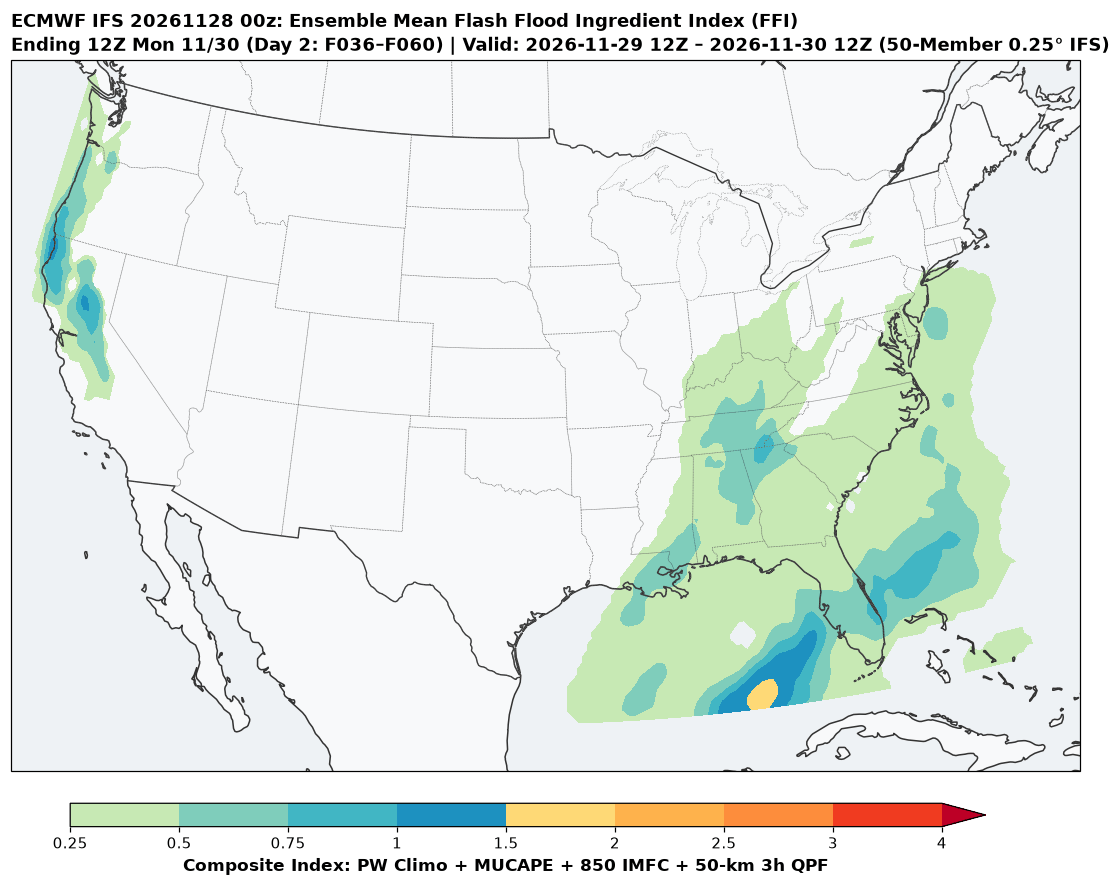 ECMWF IFS 20261128 00z: Ensemble Mean Flash Flood Ingredient Index (FFI)
Ending 12Z Mon 11/30 (Day 2: F036–F060) | Valid: 2026-11-29 12Z – 2026-11-30 12Z (50-Member 0.25° IFS)
0.25 0.5 0.75 1 1.5 2 2.5 3 4
Composite Index: PW Climo + MUCAPE + 850 IMFC + 50-km 3h QPF